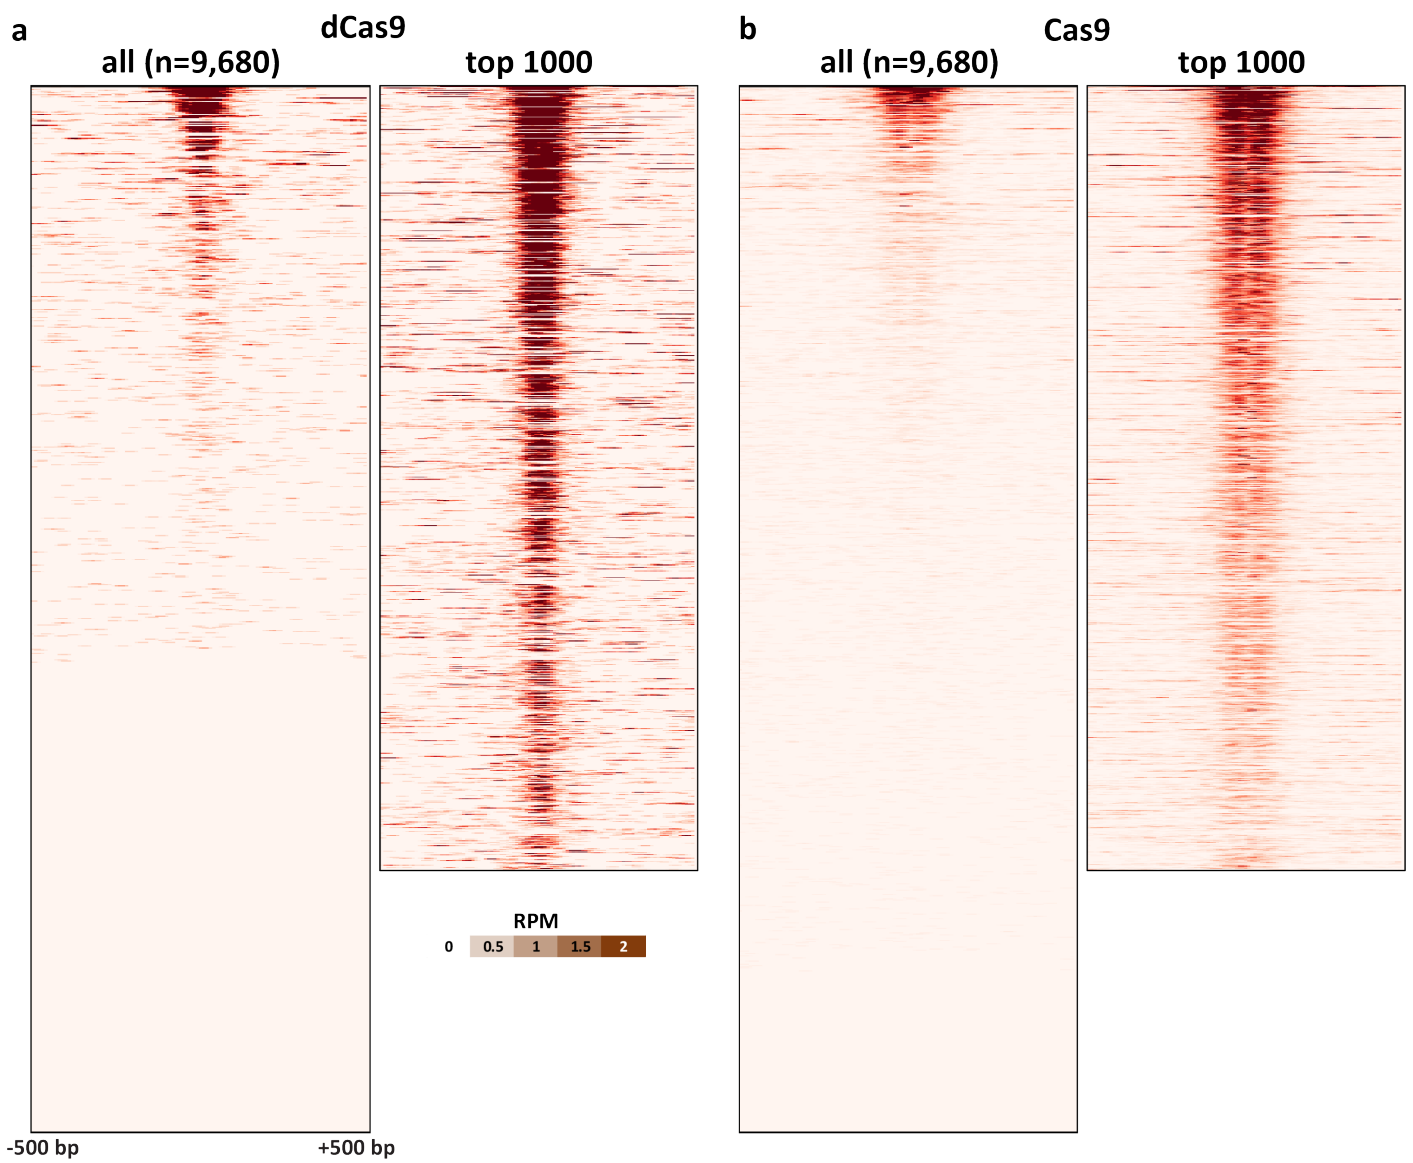 a
dCas9
all (n=9,680)
top 1000
b
Cas9
all (n=9,680)
top 1000
RPM
0 0.5 1 1.5 2
-500 bp
+500 bp